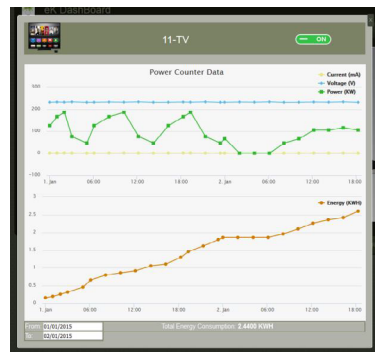 eK DashBoard
11-TV
ON
Power Counter Data
Current (mA)
Voltage (V)
Power (KW)
300
200
100
0
-100
1. Jan 06:00 12:00 18:00 2. Jan 06:00 12:00 18:00
Energy (KWH)
3
2.5
2
1.5
1
0.5
0
1. Jan 06:00 12:00 18:00 2. Jan 06:00 12:00 18:00
From: 01/01/2015
To: 02/01/2015
Total Energy Consumption: 2.4400 KWH